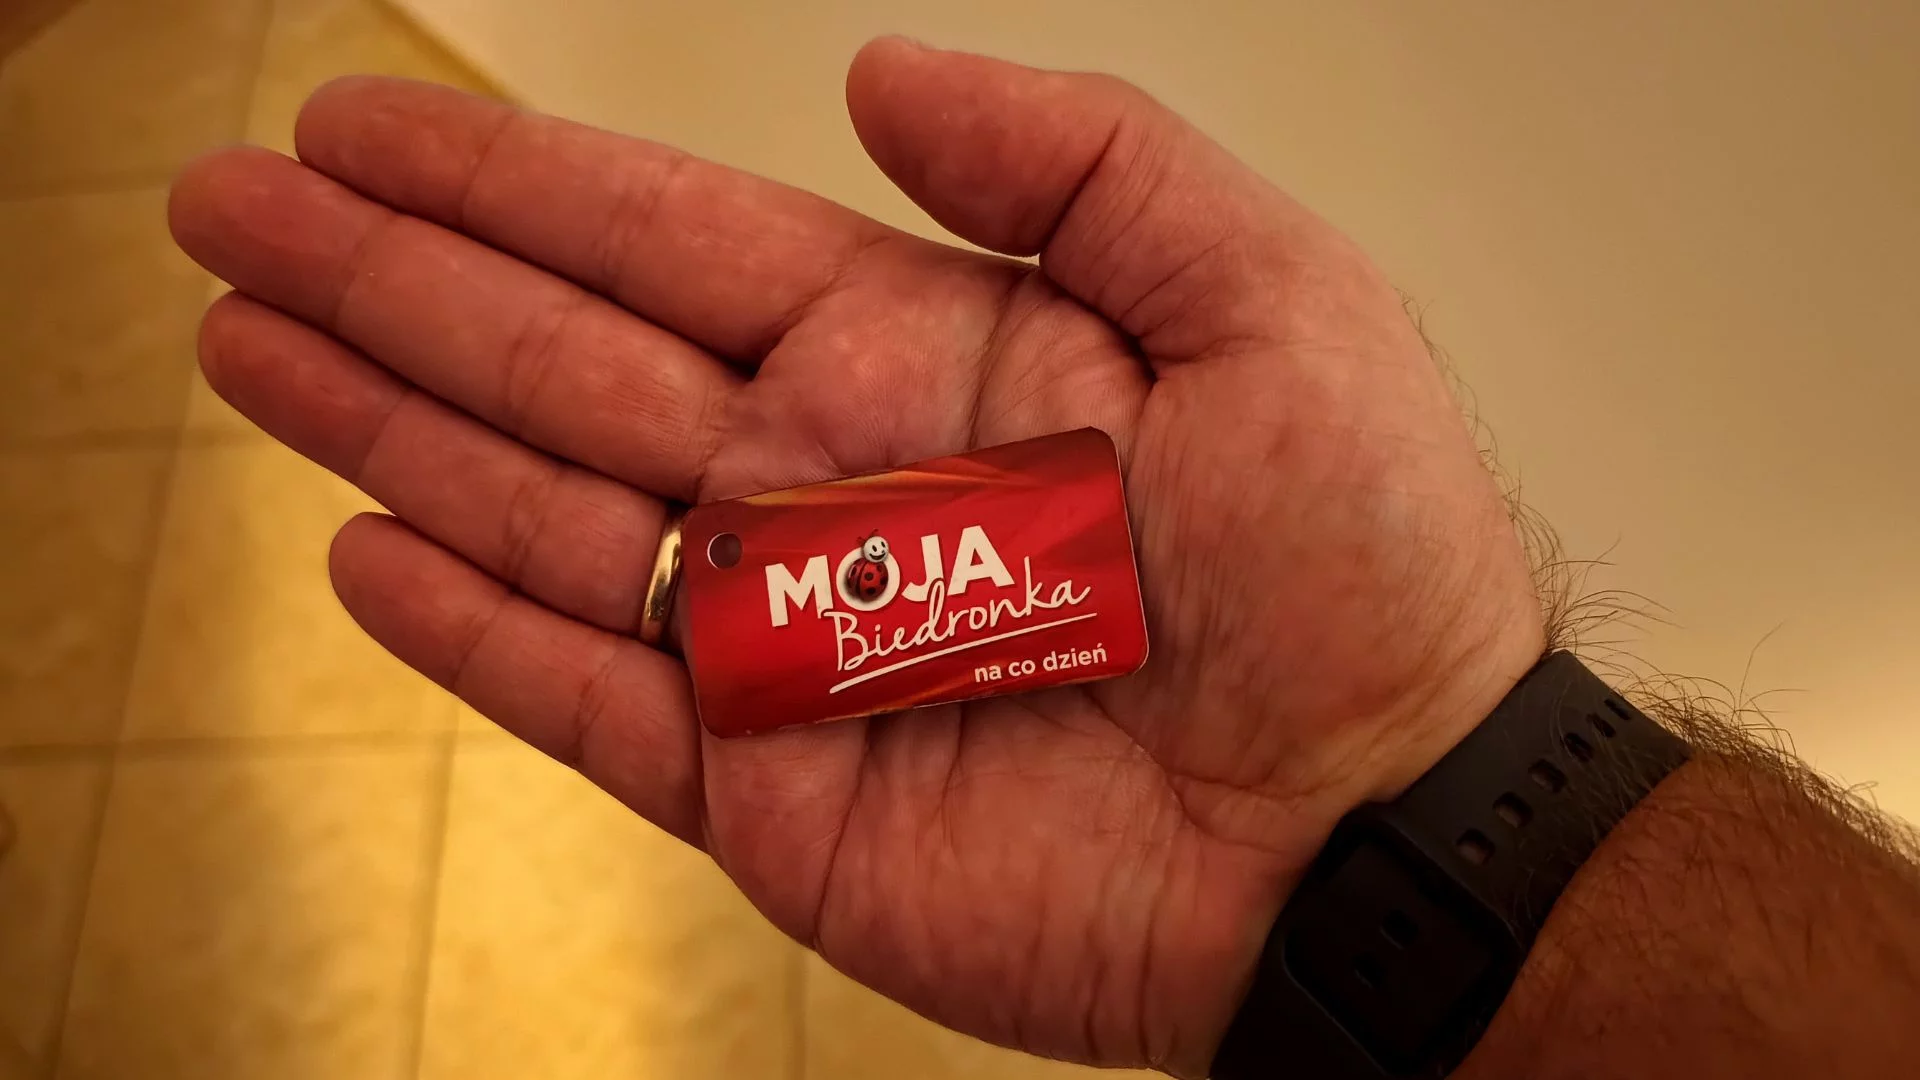 MOJA
Biedronka
na co dzień